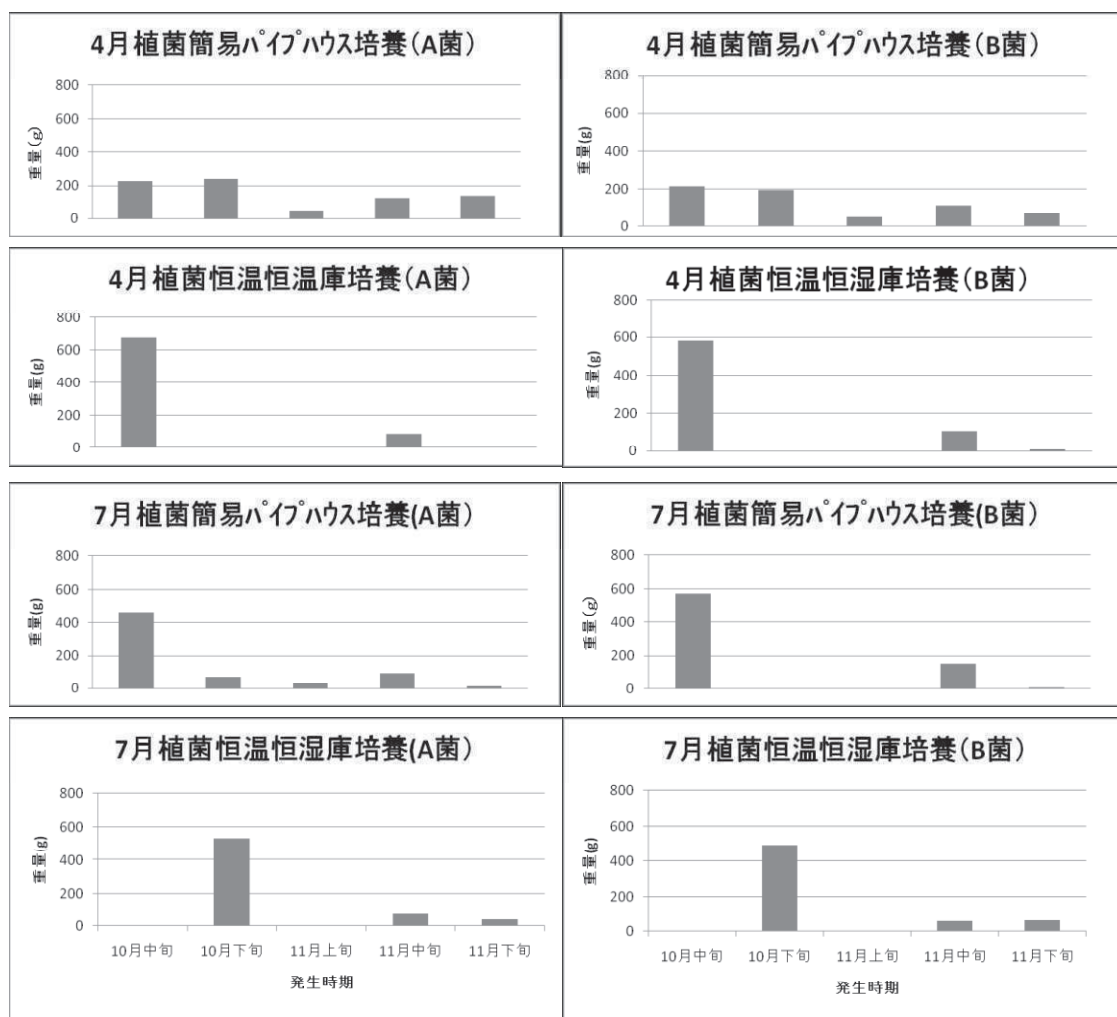 4月植菌簡易ﾊﾟｲﾌﾟﾊｳｽ培養（A菌）
800
600
400
200
0
重量(g)
4月植菌簡易ﾊﾟｲﾌﾟﾊｳｽ培養（B菌）
800
600
400
200
0
重量(g)
4月植菌恒温恒温庫培養（A菌）
800
600
400
200
0
重量(g)
4月植菌恒温恒湿庫培養（B菌）
800
600
400
200
0
重量(g)
7月植菌簡易ﾊﾟｲﾌﾟﾊｳｽ培養(A菌）
800
600
400
200
0
重量(g)
7月植菌簡易ﾊﾟｲﾌﾟﾊｳｽ培養(B菌）
800
600
400
200
0
重量(g)
7月植菌恒温恒湿庫培養(A菌）
800
600
400
200
0
重量(g)
10月中旬 10月下旬 11月上旬 11月中旬 11月下旬
発生時期
7月植菌恒温恒湿庫培養（B菌）
800
600
400
200
0
重量(g)
10月中旬 10月下旬 11月上旬 11月中旬 11月下旬
発生時期